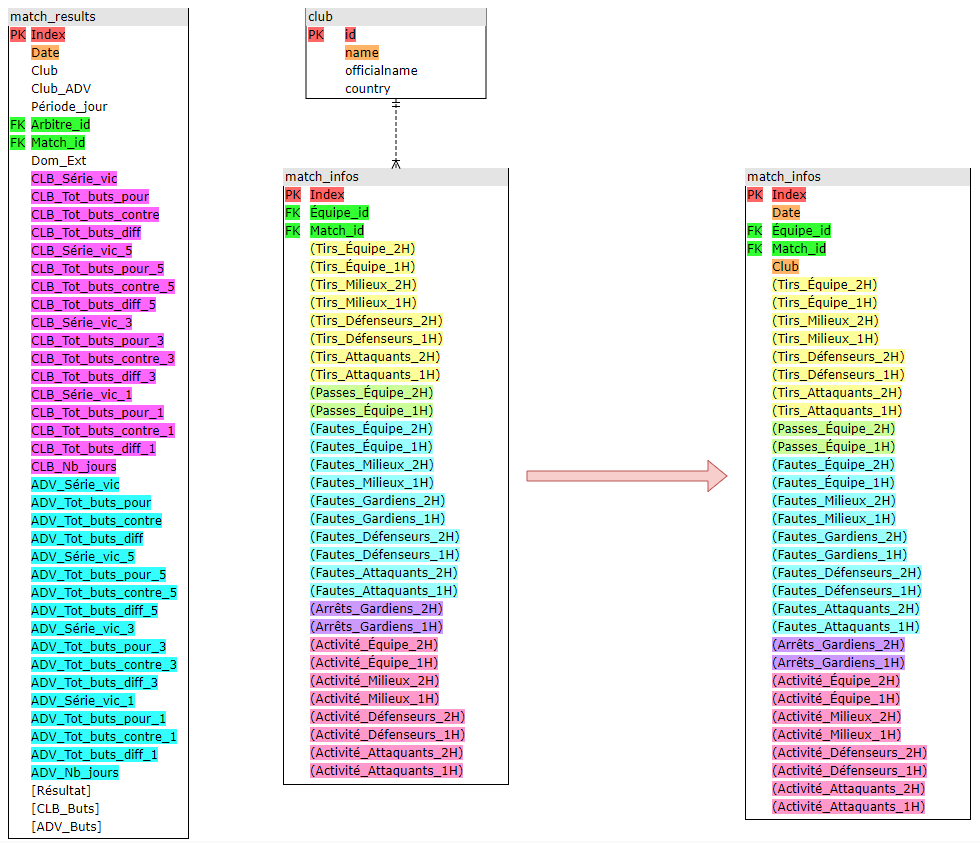 match_results
PK Index
Date
Club
Club_ADV
Période_jour
FK Arbitre_id
FK Match_id
Dom_Ext
CLB_Série_vic
CLB_Tot_buts_pour
CLB_Tot_buts_contre
CLB_Tot_buts_diff
CLB_Série_vic_5
CLB_Tot_buts_pour_5
CLB_Tot_buts_contre_5
CLB_Tot_buts_diff_5
CLB_Série_vic_3
CLB_Tot_buts_pour_3
CLB_Tot_buts_contre_3
CLB_Tot_buts_diff_3
CLB_Série_vic_1
CLB_Tot_buts_pour_1
CLB_Tot_buts_contre_1
CLB_Tot_buts_diff_1
CLB_Nb_jours
ADV_Série_vic
ADV_Tot_buts_pour
ADV_Tot_buts_contre
ADV_Tot_buts_diff
ADV_Série_vic_5
ADV_Tot_buts_pour_5
ADV_Tot_buts_contre_5
ADV_Tot_buts_diff_5
ADV_Série_vic_3
ADV_Tot_buts_pour_3
ADV_Tot_buts_contre_3
ADV_Tot_buts_diff_3
ADV_Série_vic_1
ADV_Tot_buts_pour_1
ADV_Tot_buts_contre_1
ADV_Tot_buts_diff_1
ADV_Nb_jours
[Résultat]
[CLB_Buts]
[ADV_Buts]
club
PK id
name
officialname
country
match_infos
PK Index
FK Équipe_id
FK Match_id
(Tirs_Équipe_2H)
(Tirs_Équipe_1H)
(Tirs_Milieux_2H)
(Tirs_Milieux_1H)
(Tirs_Défenseurs_2H)
(Tirs_Défenseurs_1H)
(Tirs_Attaquants_2H)
(Tirs_Attaquants_1H)
(Passes_Équipe_2H)
(Passes_Équipe_1H)
(Fautes_Équipe_2H)
(Fautes_Équipe_1H)
(Fautes_Milieux_2H)
(Fautes_Milieux_1H)
(Fautes_Gardiens_2H)
(Fautes_Gardiens_1H)
(Fautes_Défenseurs_2H)
(Fautes_Défenseurs_1H)
(Fautes_Attaquants_2H)
(Fautes_Attaquants_1H)
(Arrêts_Gardiens_2H)
(Arrêts_Gardiens_1H)
(Activité_Équipe_2H)
(Activité_Équipe_1H)
(Activité_Milieux_2H)
(Activité_Milieux_1H)
(Activité_Défenseurs_2H)
(Activité_Défenseurs_1H)
(Activité_Attaquants_2H)
(Activité_Attaquants_1H)
match_infos
PK Index
Date
FK Équipe_id
FK Match_id
Club
(Tirs_Équipe_2H)
(Tirs_Équipe_1H)
(Tirs_Milieux_2H)
(Tirs_Milieux_1H)
(Tirs_Défenseurs_2H)
(Tirs_Défenseurs_1H)
(Tirs_Attaquants_2H)
(Tirs_Attaquants_1H)
(Passes_Équipe_2H)
(Passes_Équipe_1H)
(Fautes_Équipe_2H)
(Fautes_Équipe_1H)
(Fautes_Milieux_2H)
(Fautes_Milieux_1H)
(Fautes_Gardiens_2H)
(Fautes_Gardiens_1H)
(Fautes_Défenseurs_2H)
(Fautes_Défenseurs_1H)
(Fautes_Attaquants_2H)
(Fautes_Attaquants_1H)
(Arrêts_Gardiens_2H)
(Arrêts_Gardiens_1H)
(Activité_Équipe_2H)
(Activité_Équipe_1H)
(Activité_Milieux_2H)
(Activité_Milieux_1H)
(Activité_Défenseurs_2H)
(Activité_Défenseurs_1H)
(Activité_Attaquants_2H)
(Activité_Attaquants_1H)